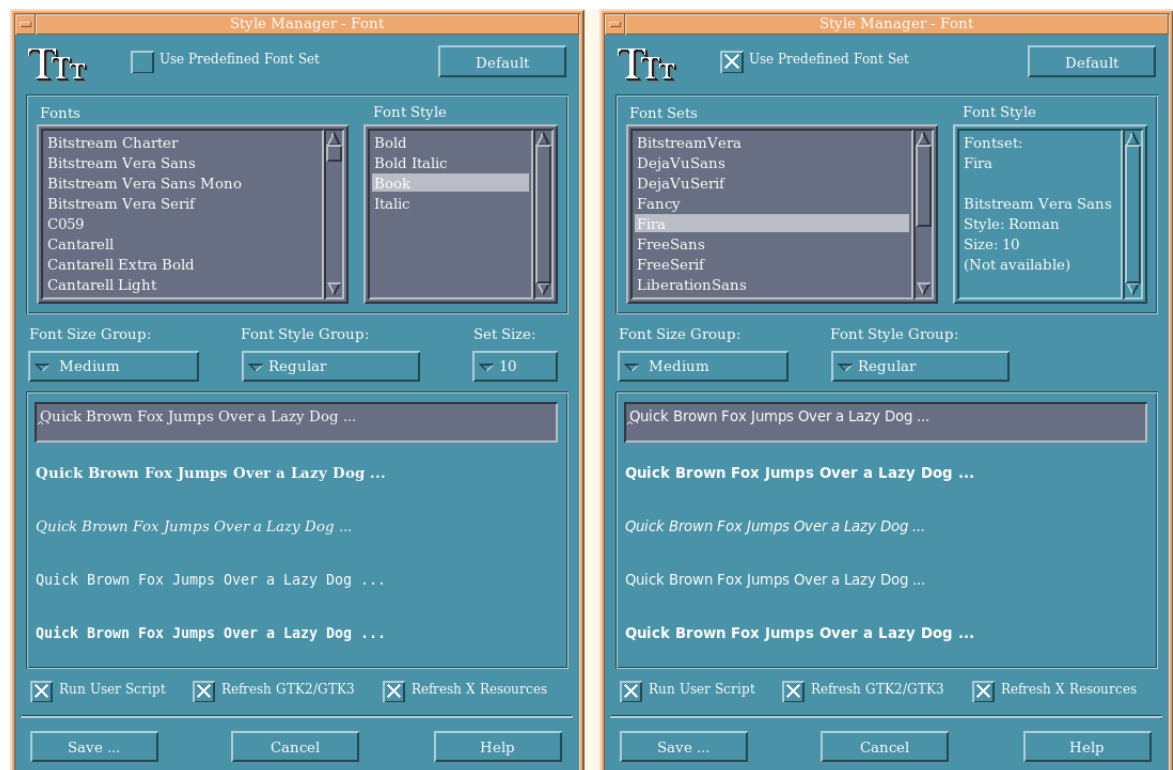 Style Manager - Font
TTT
Use Predefined Font Set
Default
Fonts
Font Style
Bitstream Charter
Bitstream Vera Sans
Bitstream Vera Sans Mono
Bitstream Vera Serif
C059
Cantarell
Cantarell Extra Bold
Cantarell Light
Bold
Bold Italic
Book
Italic
Font Size Group:
Font Style Group:
Set Size:
Medium
Regular
10
Quick Brown Fox Jumps Over a Lazy Dog ...
Quick Brown Fox Jumps Over a Lazy Dog ...
Quick Brown Fox Jumps Over a Lazy Dog ...
Quick Brown Fox Jumps Over a Lazy Dog ...
Quick Brown Fox Jumps Over a Lazy Dog ...
Run User Script
Refresh GTK2/GTK3
Refresh X Resources
Save ...
Cancel
Help
Style Manager - Font
TTT
Use Predefined Font Set
Default
Font Sets
Font Style
BitstreamVera
DejaVuSans
DejaVuSerif
Fancy
Fira
FreeSans
FreeSerif
LiberationSans
Fontset:
Fira
Bitstream Vera Sans
Style: Roman
Size: 10
(Not available)
Font Size Group:
Font Style Group:
Medium
Regular
Quick Brown Fox Jumps Over a Lazy Dog ...
Quick Brown Fox Jumps Over a Lazy Dog ...
Quick Brown Fox Jumps Over a Lazy Dog ...
Quick Brown Fox Jumps Over a Lazy Dog ...
Quick Brown Fox Jumps Over a Lazy Dog ...
Run User Script
Refresh GTK2/GTK3
Refresh X Resources
Save ...
Cancel
Help